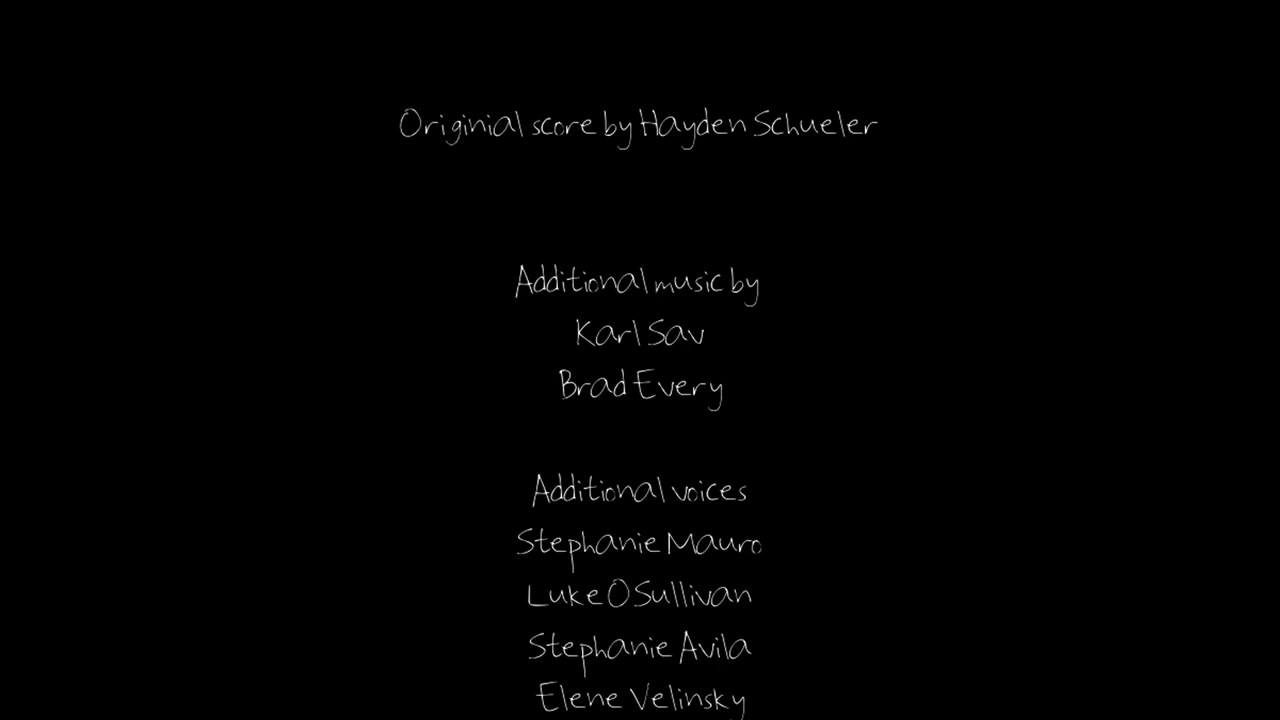 Originial score by Hayden Schueler
Additional music by
Karl Sav
Brad Every
Additional voices
Stephanie Mauro
Luke O Sullivan
Stephanie Avila
Elene Velinsky